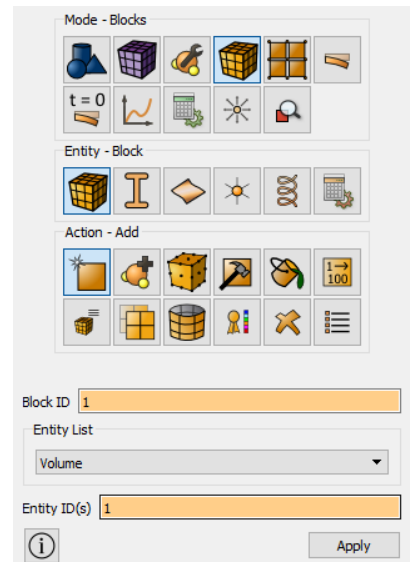 Mode - Blocks
t = 0
Entity - Block
Action - Add
1→
100
Block ID 1
Entity List
Volume
Entity ID(s) 1
i Apply